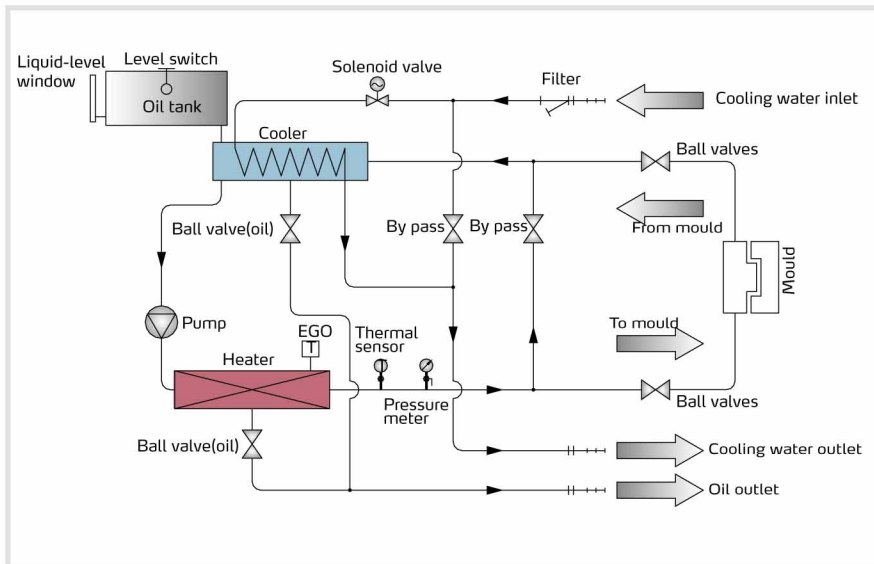 Liquid-level
window
Level switch
Oil tank
Solenoid valve
Filter
Cooling water inlet
Cooler
Ball valves
Ball valve(oil)
By pass
By pass
From mould
Mould
Pump
EGO
T
Thermal
sensor
To mould
Heater
Pressure
meter
Ball valves
Ball valve(oil)
Cooling water outlet
Oil outlet